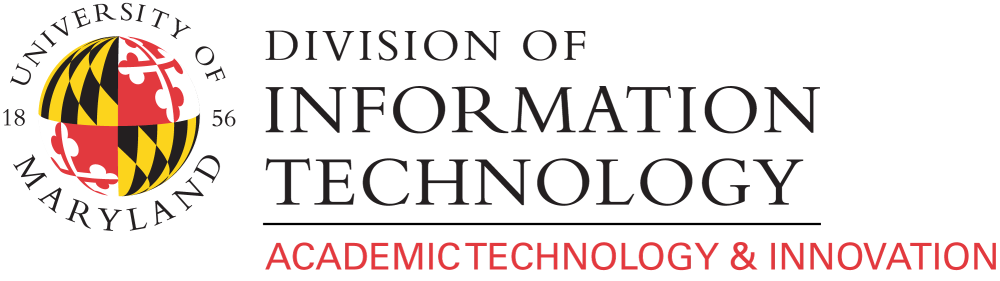 UNIVERSITY OF
18 56
MARYLAND
DIVISION OF
INFORMATION
TECHNOLOGY
ACADEMIC TECHNOLOGY & INNOVATION